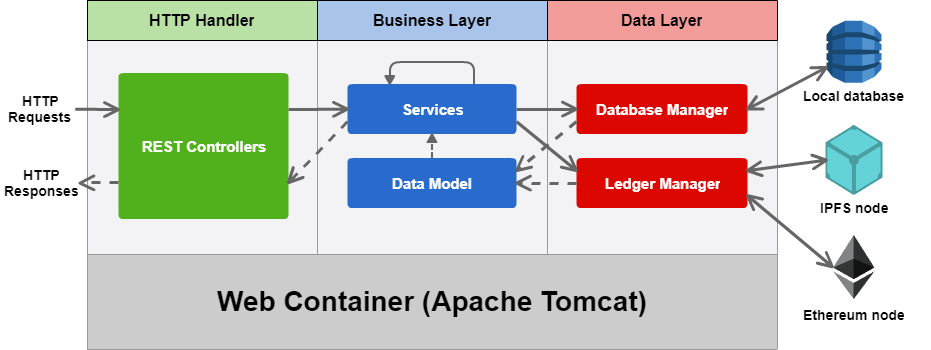 HTTP Handler
Business Layer
Data Layer
HTTP
Requests
HTTP
Responses
REST Controllers
Services
Data Model
Database Manager
Ledger Manager
Local database
IPFS node
Ethereum node
Web Container (Apache Tomcat)